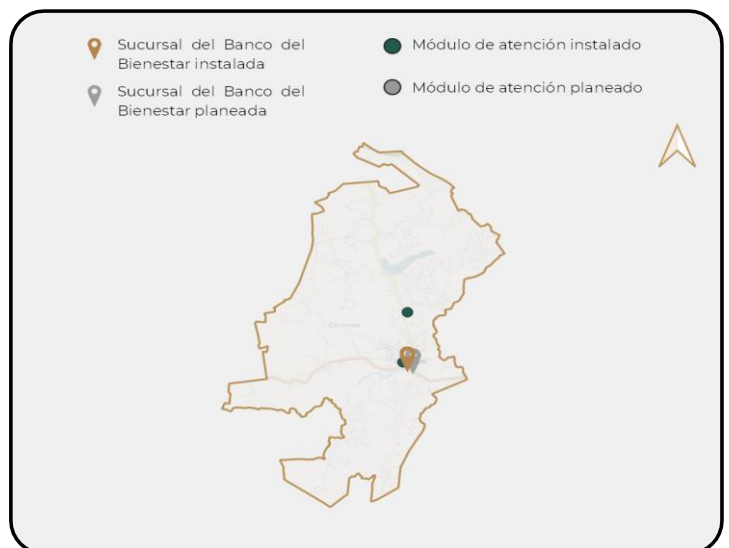 Sucursal del Banco del
Bienestar instalada
Sucursal del Banco del
Bienestar planeada
Módulo de atención instalado
Módulo de atención planeado